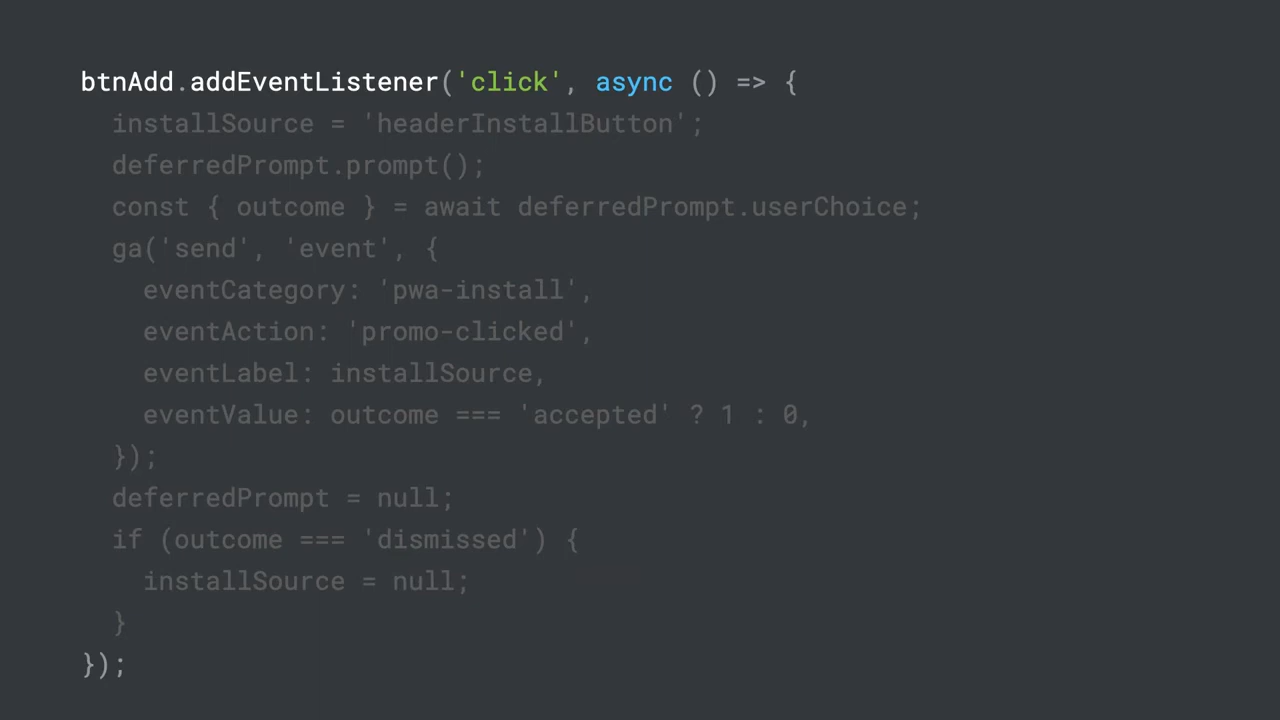 btnAdd.addEventListener('click', async () => {
  installSource = 'headerInstallButton';
  deferredPrompt.prompt();
  const { outcome } = await deferredPrompt.userChoice;
  ga('send', 'event', {
    eventCategory: 'pwa-install',
    eventAction: 'promo-clicked',
    eventLabel: installSource,
    eventValue: outcome === 'accepted' ? 1 : 0,
  });
  deferredPrompt = null;
  if (outcome === 'dismissed') {
    installSource = null;
  }
});